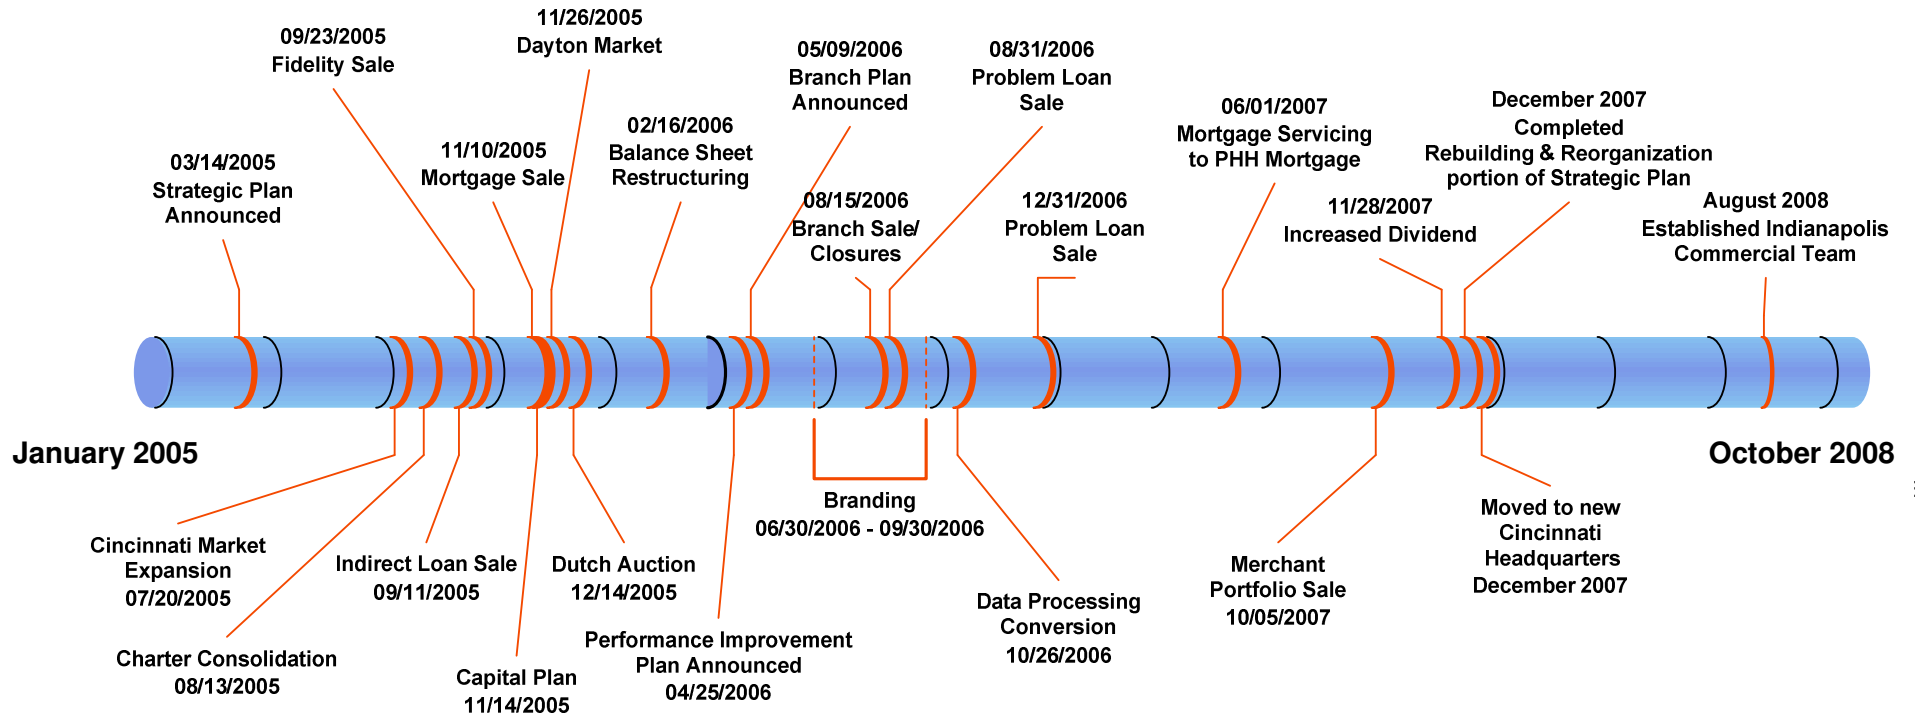 11/26/2005
Dayton Market
09/23/2005
Fidelity Sale
05/09/2006
Branch Plan
Announced
08/31/2006
Problem Loan
Sale
December 2007
Completed
Rebuilding & Reorganization
portion of Strategic Plan
06/01/2007
Mortgage Servicing
to PHH Mortgage
02/16/2006
Balance Sheet
Restructuring
11/10/2005
Mortgage Sale
03/14/2005
Strategic Plan
Announced
08/15/2006
Branch Sale/
Closures
12/31/2006
Problem Loan
Sale
11/28/2007
Increased Dividend
August 2008
Established Indianapolis
Commercial Team
January 2005
October 2008
Cincinnati Market
Expansion
07/20/2005
Charter Consolidation
08/13/2005
Indirect Loan Sale
09/11/2005
Capital Plan
11/14/2005
Dutch Auction
12/14/2005
Performance Improvement
Plan Announced
04/25/2006
Branding
06/30/2006 - 09/30/2006
Data Processing
Conversion
10/26/2006
Merchant
Portfolio Sale
10/05/2007
Moved to new
Cincinnati
Headquarters
December 2007